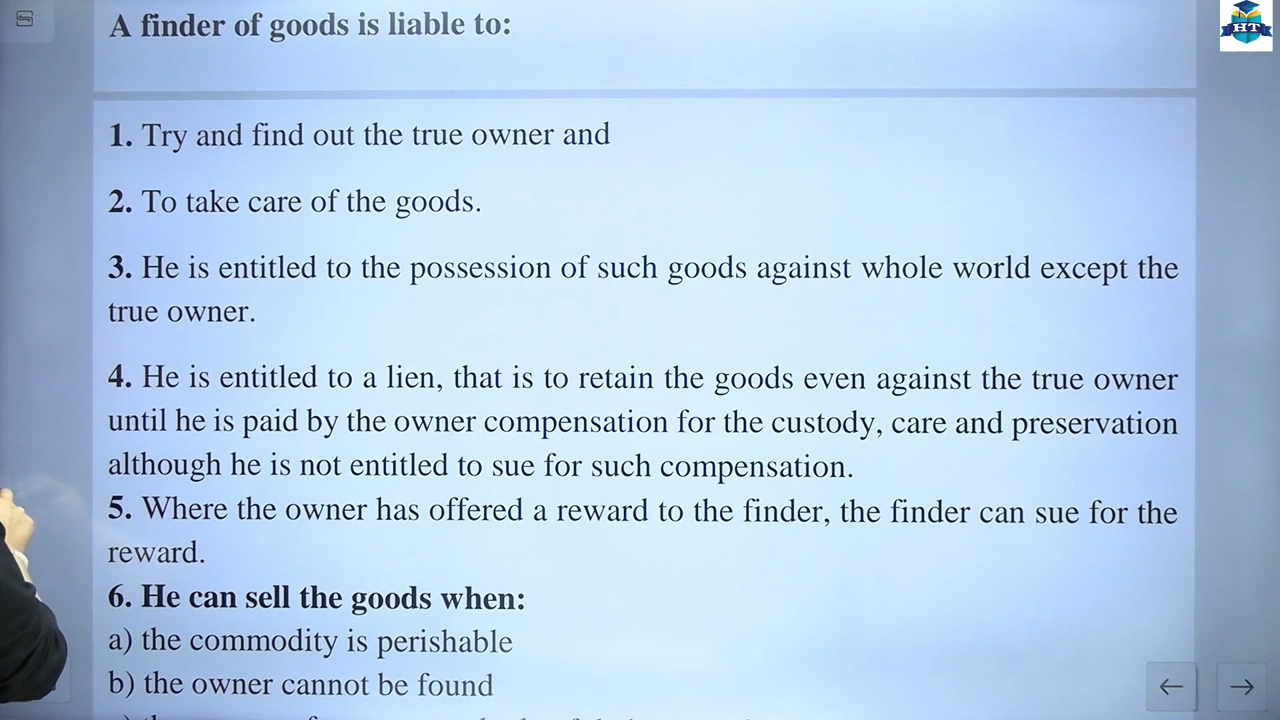 A finder of goods is liable to:
1. Try and find out the true owner and
2. To take care of the goods.
3. He is entitled to the possession of such goods against whole world except the
true owner.
4. He is entitled to a lien, that is to retain the goods even against the true owner
until he is paid by the owner compensation for the custody, care and preservation
although he is not entitled to sue for such compensation.
5. Where the owner has offered a reward to the finder, the finder can sue for the
reward.
6. He can sell the goods when:
a) the commodity is perishable
b) the owner cannot be found
HT